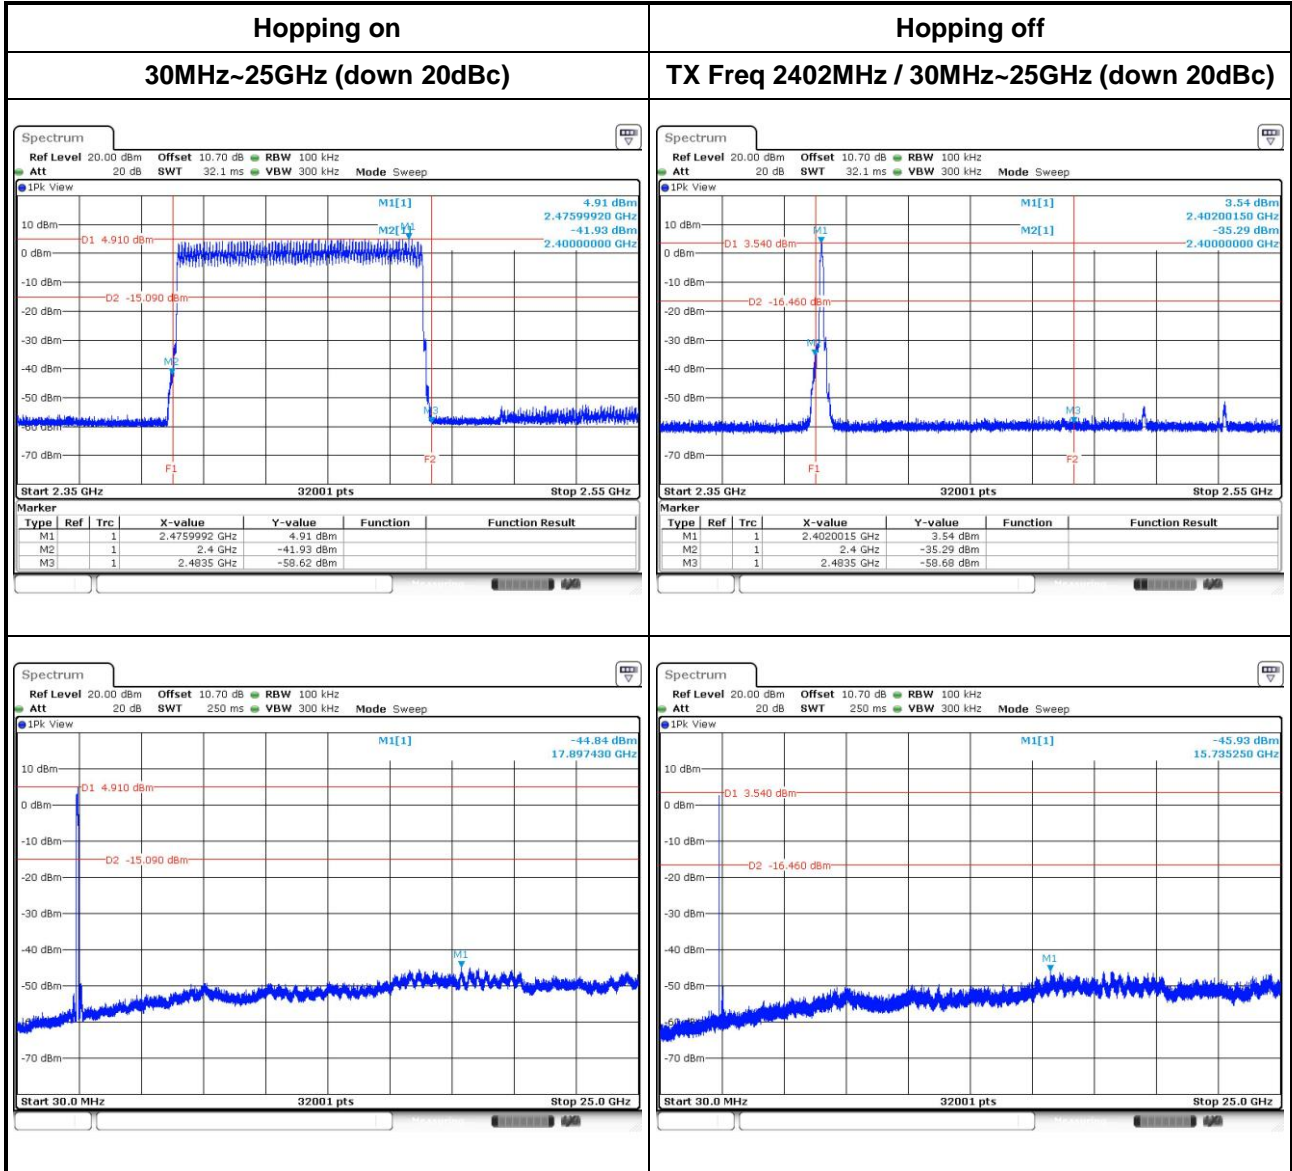 Hopping on
Hopping off
30MHz~25GHz (down 20dBc)
TX Freq 2402MHz / 30MHz~25GHz (down 20dBc)
Spectrum
Ref Level 20.00 dBm Offset 10.70 dB RBW 100 kHz
Att 20 dB SWT 32.1 ms VBW 300 kHz Mode Sweep
1Pk View
M1[1] 4.91 dBm
2.47599920 GHz
M2[1] -41.93 dBm
2.40000000 GHz
M1
10 dBm
D1 4.910 dBm
0 dBm
-10 dBm
D2 -15.090 dBm
-20 dBm
-30 dBm
M2
-40 dBm
-50 dBm
M3
-60 dBm
-70 dBm
F1
F2
Start 2.35 GHz 32001 pts Stop 2.55 GHz
Marker
Type Ref Trc X-value Y-value Function Function Result
M1 1 2.4759992 GHz 4.91 dBm
M2 1 2.4 GHz -41.93 dBm
M3 1 2.4835 GHz -58.62 dBm
Spectrum
Ref Level 20.00 dBm Offset 10.70 dB RBW 100 kHz
Att 20 dB SWT 32.1 ms VBW 300 kHz Mode Sweep
1Pk View
M1[1] 3.54 dBm
2.40200150 GHz
M2[1] -35.29 dBm
2.40000000 GHz
10 dBm
M1
D1 3.540 dBm
0 dBm
-10 dBm
D2 -16.460 dBm
-20 dBm
-30 dBm
-40 dBm
-50 dBm
M3
-70 dBm
F1
F2
Start 2.35 GHz 32001 pts Stop 2.55 GHz
Marker
Type Ref Trc X-value Y-value Function Function Result
M1 1 2.4020015 GHz 3.54 dBm
M2 1 2.4 GHz -35.29 dBm
M3 1 2.4835 GHz -58.68 dBm
Spectrum
Ref Level 20.00 dBm Offset 10.70 dB RBW 100 kHz
Att 20 dB SWT 250 ms VBW 300 kHz Mode Sweep
1Pk View
M1[1] -44.84 dBm
17.897430 GHz
10 dBm
D1 4.910 dBm
0 dBm
-10 dBm
D2 -15.090 dBm
-20 dBm
-30 dBm
-40 dBm
M1
-50 dBm
-70 dBm
Start 30.0 MHz 32001 pts Stop 25.0 GHz
Spectrum
Ref Level 20.00 dBm Offset 10.70 dB RBW 100 kHz
Att 20 dB SWT 250 ms VBW 300 kHz Mode Sweep
1Pk View
M1[1] -45.93 dBm
15.735250 GHz
10 dBm
D1 3.540 dBm
0 dBm
-10 dBm
D2 -16.460 dBm
-20 dBm
-30 dBm
-40 dBm
M1
-50 dBm
-70 dBm
Start 30.0 MHz 32001 pts Stop 25.0 GHz